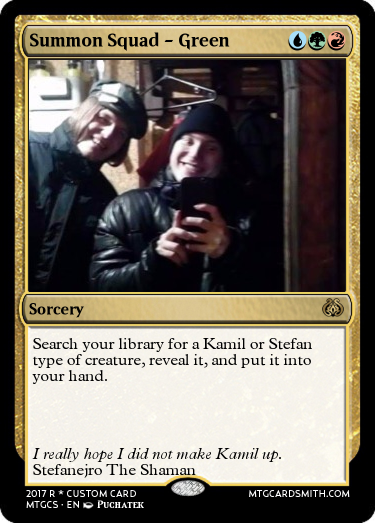 Summon Squad – Green
Sorcery
Search your library for a Kamil or Stefan
type of creature, reveal it, and put it into
your hand.
I really hope I did not make Kamil up.
Stefanejro The Shaman
2017 R * CUSTOM CARD
MTGCARDSMITH.COM
MTGCS • EN PUCHATEK